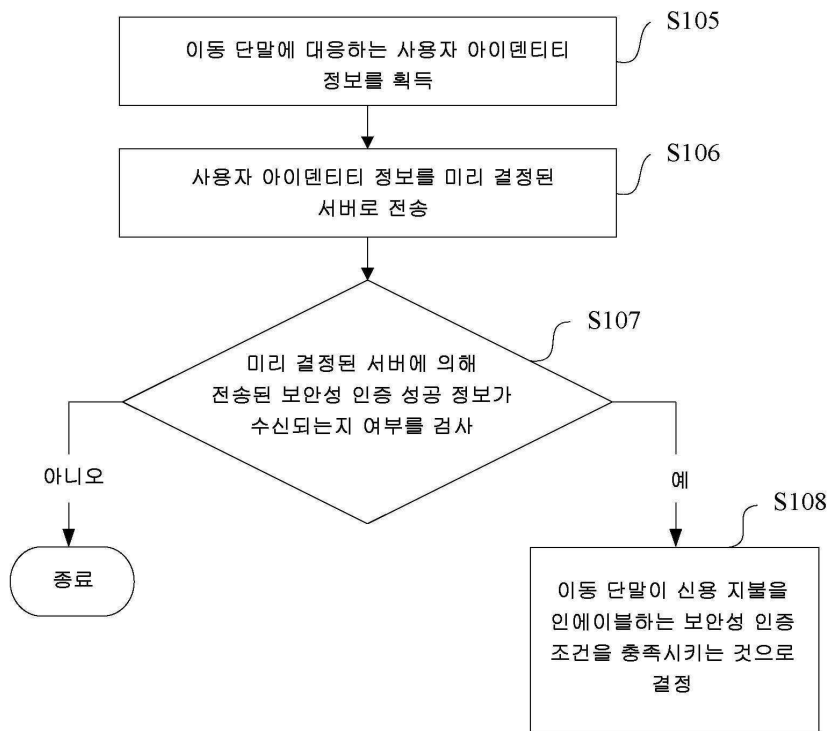 S105
이동 단말에 대응하는 사용자 아이덴티티
정보를 획득
S106
사용자 아이덴티티 정보를 미리 결정된
서버로 전송
S107
미리 결정된 서버에 의해
전송된 보안성 인증 성공 정보가
수신되는지 여부를 검사
아니오
예
종료
S108
이동 단말이 신용 지불을
인에이블하는 보안성 인증
조건을 충족시키는 것으로
결정